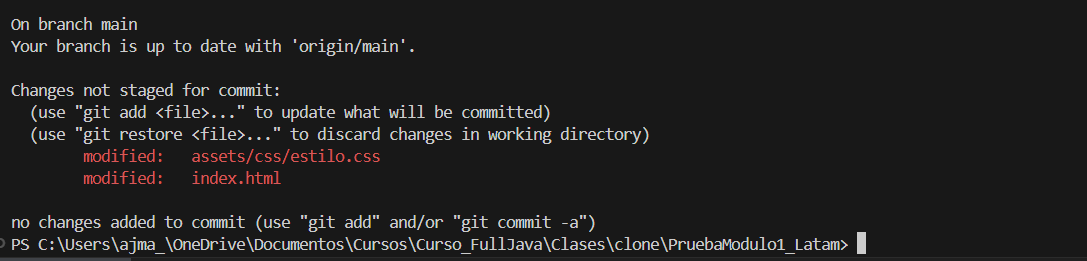 On branch main
Your branch is up to date with 'origin/main'.
Changes not staged for commit:
(use "git add <file>..." to update what will be committed)
(use "git restore <file>..." to discard changes in working directory)
modified: assets/css/estilo.css
modified: index.html
no changes added to commit (use "git add" and/or "git commit -a")
PS C:\Users\ajma_\OneDrive\Documentos\Cursos\Curso_FullJava\Clases\clone\PruebaModulo1_Latam>